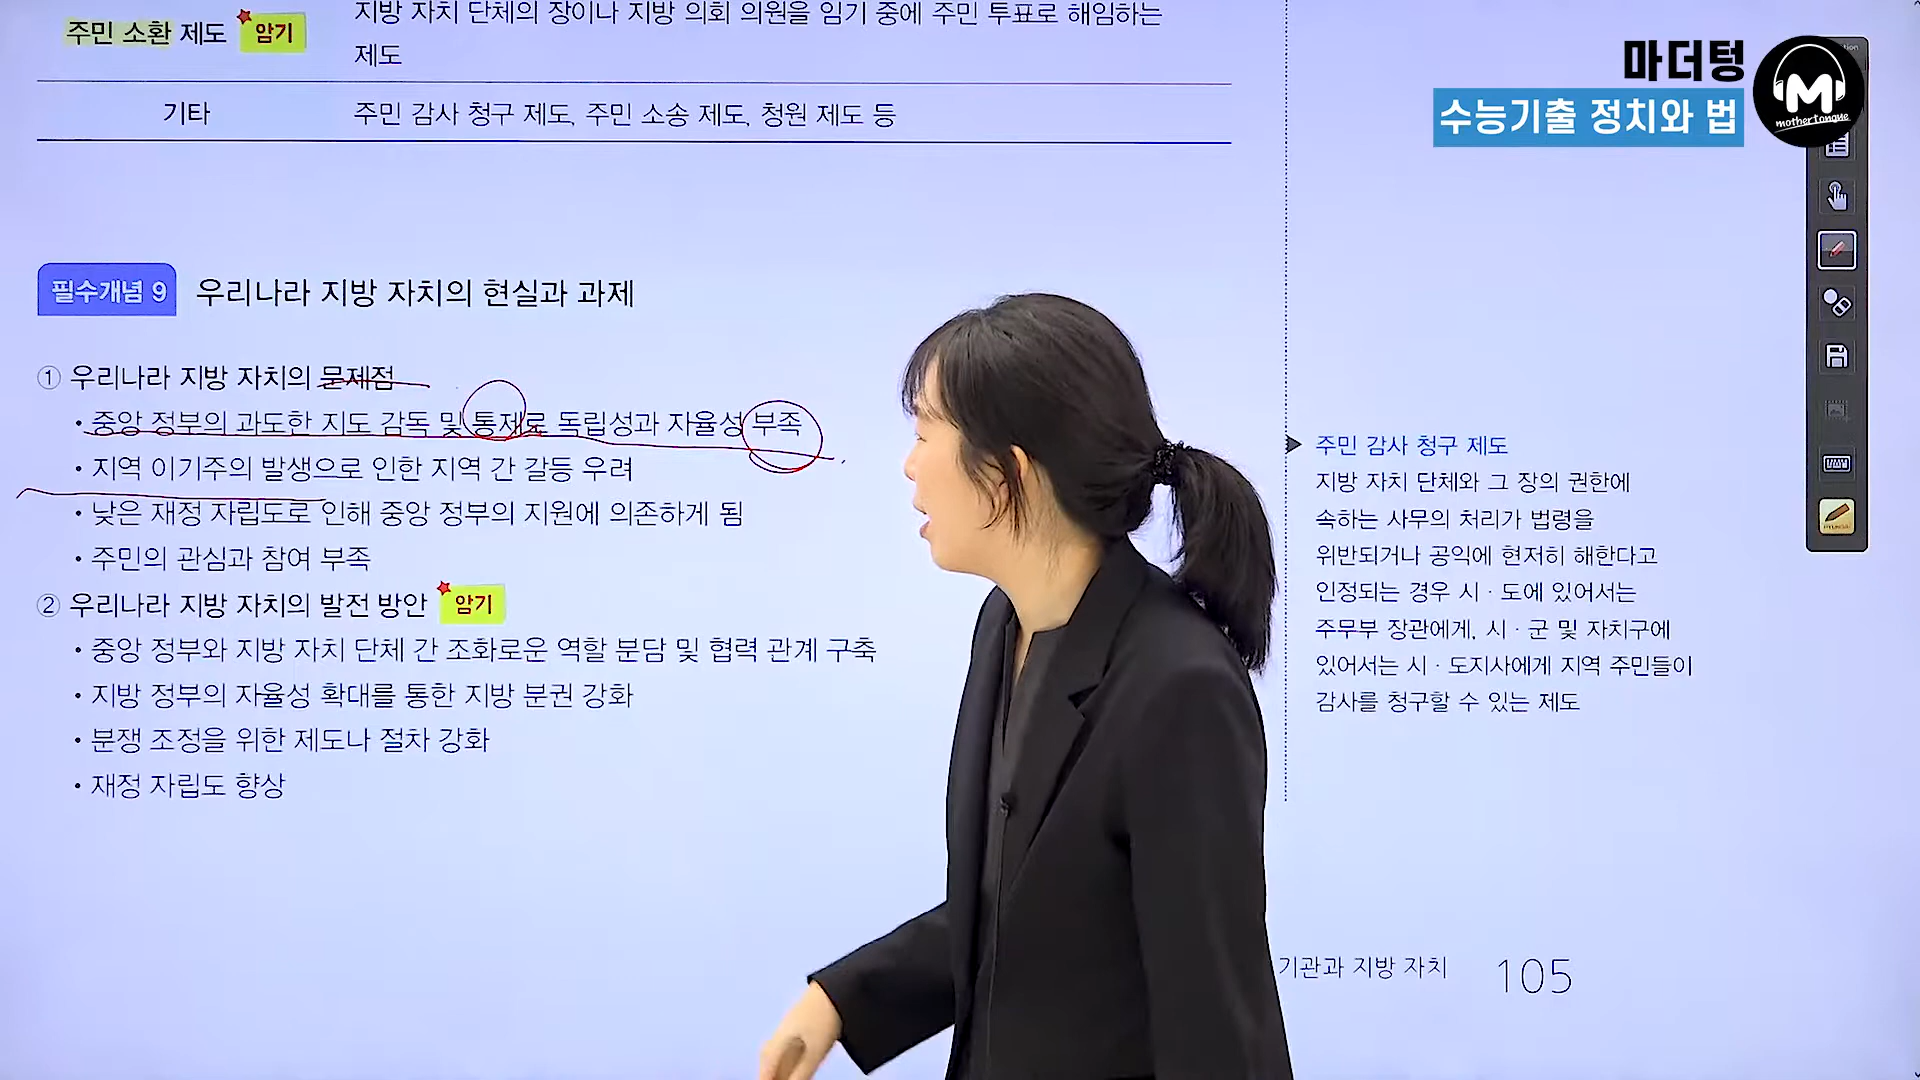 지방 자치 단체의 장이나 지방 의회 의원을 임기 중에 주민 투표로 해임하는
주민 소환 제도 암기
제도
기타 주민 감사 청구 제도, 주민 소송 제도, 청원 제도 등
마더텅
수능기출 정치와 법
M
mothertongue
필수개념 9 우리나라 지방 자치의 현실과 과제
① 우리나라 지방 자치의 문제점
• 중앙 정부의 과도한 지도 감독 및 통제로 독립성과 자율성 부족
• 지역 이기주의 발생으로 인한 지역 간 갈등 우려
• 낮은 재정 자립도로 인해 중앙 정부의 지원에 의존하게 됨
• 주민의 관심과 참여 부족
② 우리나라 지방 자치의 발전 방안 암기
• 중앙 정부와 지방 자치 단체 간 조화로운 역할 분담 및 협력 관계 구축
• 지방 정부의 자율성 확대를 통한 지방 분권 강화
• 분쟁 조정을 위한 제도나 절차 강화
• 재정 자립도 향상
▶ 주민 감사 청구 제도
지방 자치 단체와 그 장의 권한에
속하는 사무의 처리가 법령을
위반되거나 공익에 현저히 해한다고
인정되는 경우 시 · 도에 있어서는
주무부 장관에게, 시 · 군 및 자치구에
있어서는 시 · 도지사에게 지역 주민들이
감사를 청구할 수 있는 제도
기관과 지방 자치 105